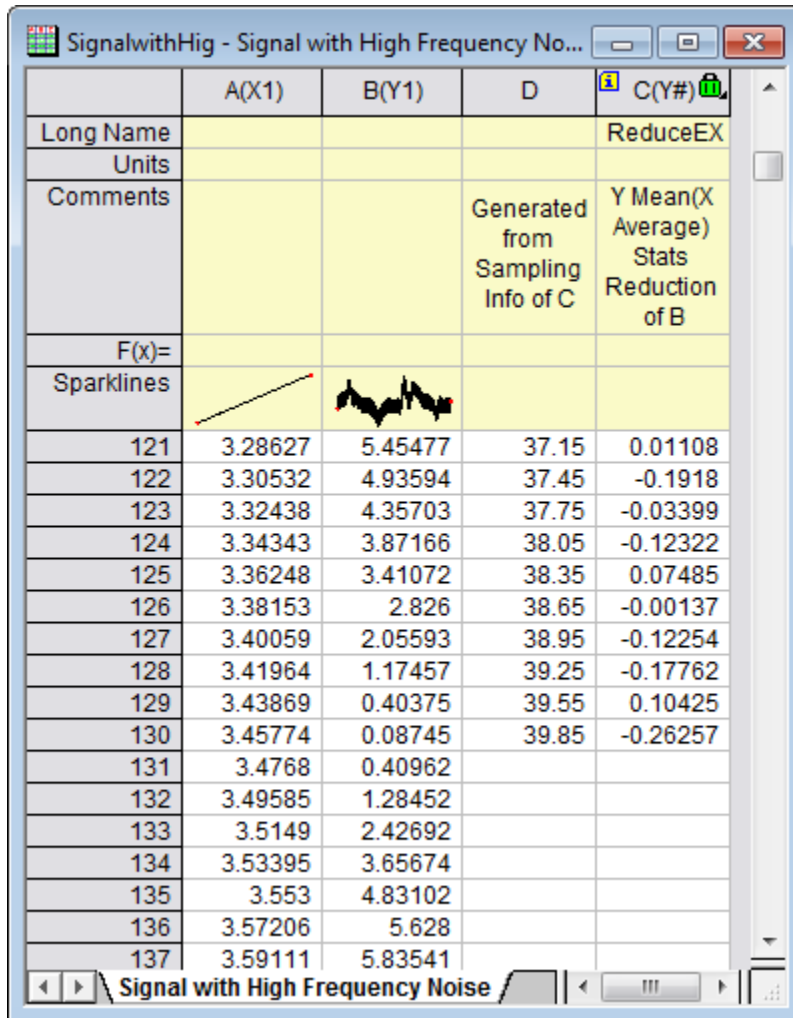 SignalwithHig - Signal with High Frequency No...
A(X1) B(Y1) D C(Y#)
Long Name ReduceEX
Units
Comments Generated from Sampling Info of C Y Mean(X Average) Stats Reduction of B
F(x)=
Sparklines
121 3.28627 5.45477 37.15 0.01108
122 3.30532 4.93594 37.45 -0.1918
123 3.32438 4.35703 37.75 -0.03399
124 3.34343 3.87166 38.05 -0.12322
125 3.36248 3.41072 38.35 0.07485
126 3.38153 2.826 38.65 -0.00137
127 3.40059 2.05593 38.95 -0.12254
128 3.41964 1.17457 39.25 -0.17762
129 3.43869 0.40375 39.55 0.10425
130 3.45774 0.08745 39.85 -0.26257
131 3.4768 0.40962
132 3.49585 1.28452
133 3.5149 2.42692
134 3.53395 3.65674
135 3.553 4.83102
136 3.57206 5.628
137 3.59111 5.83541
Signal with High Frequency Noise